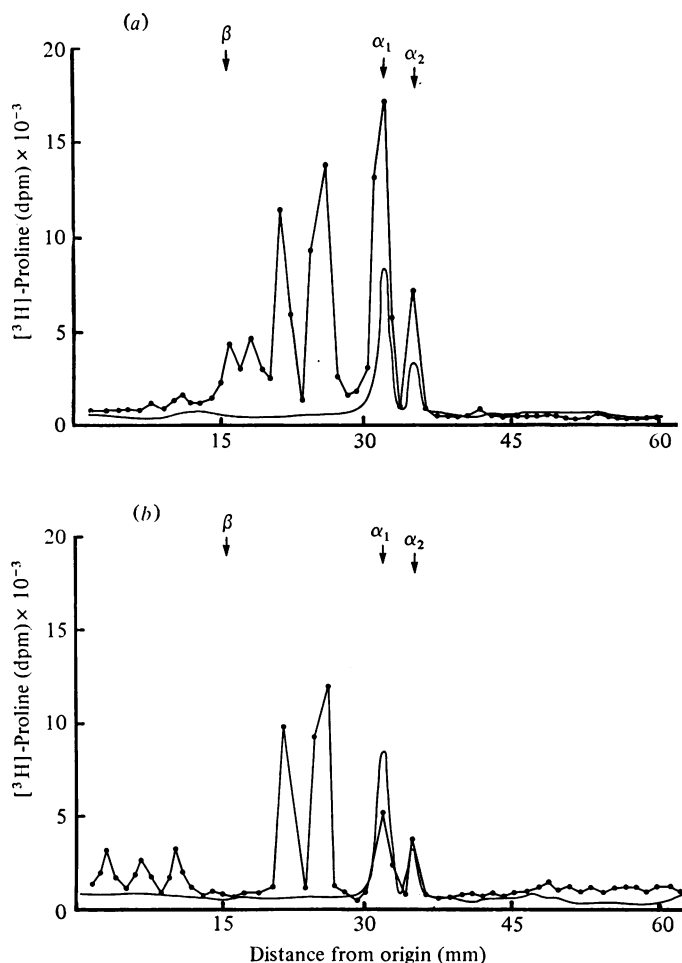 (a)
β
α₁
α₂
20
15
10
5
0
[³H]-Proline (dpm) × 10⁻³
15
30
45
60
(b)
β
α₁
α₂
20
15
10
5
0
[³H]-Proline (dpm) × 10⁻³
15
30
45
60
Distance from origin (mm)